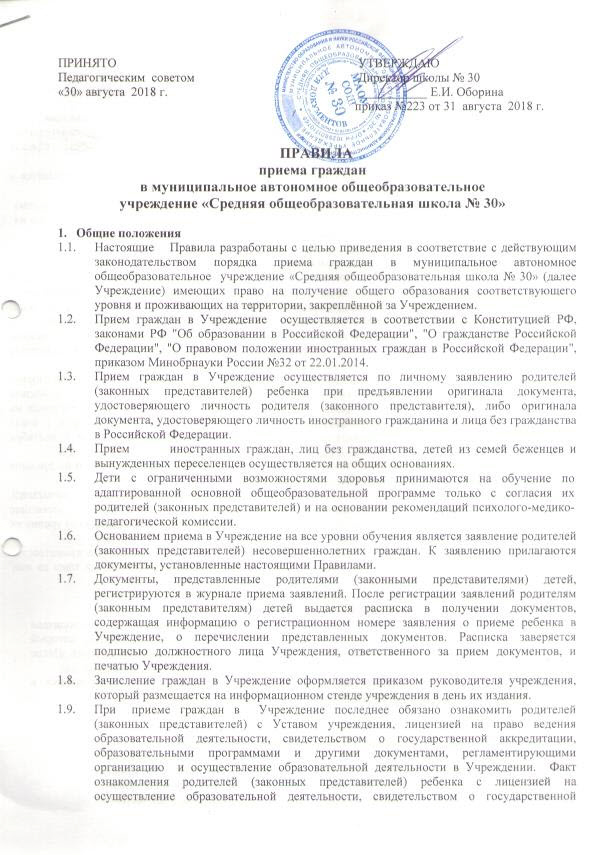 ПРИНЯТО
Педагогическим советом
«30» августа 2018 г.
УТВЕРЖДАЮ
Директор школы № 30
Е.И. Оборина
приказ №223 от 31 августа 2018 г.
ПРАВИЛА
приема граждан
в муниципальное автономное общеобразовательное
учреждение «Средняя общеобразовательная школа № 30»
1. Общие положения
1.1. Настоящие Правила разработаны с целью приведения в соответствие с действующим
законодательством порядка приема граждан в муниципальное автономное
общеобразовательное учреждение «Средняя общеобразовательная школа № 30» (далее
Учреждение) имеющих право на получение общего образования соответствующего
уровня и проживающих на территории, закреплённой за Учреждением.
1.2. Прием граждан в Учреждение осуществляется в соответствии с Конституцией РФ,
законами РФ "Об образовании в Российской Федерации", "О гражданстве Российской
Федерации", "О правовом положении иностранных граждан в Российской Федерации",
приказом Минобрнауки России №32 от 22.01.2014.
1.3. Прием граждан в Учреждение осуществляется по личному заявлению родителей
(законных представителей) ребенка при предъявлении оригинала документа,
удостоверяющего личность родителя (законного представителя), либо оригинала
документа, удостоверяющего личность иностранного гражданина и лица без гражданства
в Российской Федерации.
1.4. Прием иностранных граждан, лиц без гражданства, детей из семей беженцев и
вынужденных переселенцев осуществляется на общих основаниях.
1.5. Дети с ограниченными возможностями здоровья принимаются на обучение по
адаптированной основной общеобразовательной программе только с согласия их
родителей (законных представителей) и на основании рекомендаций психолого-медико-
педагогической комиссии.
1.6. Основанием приема в Учреждение на все уровни обучения является заявление родителей
(законных представителей) несовершеннолетних граждан. К заявлению прилагаются
документы, установленные настоящими Правилами.
1.7. Документы, представленные родителями (законными представителями) детей,
регистрируются в журнале приема заявлений. После регистрации заявлений родителям
(законным представителям) детей выдается расписка в получении документов,
содержащая информацию о регистрационном номере заявления о приеме ребенка в
Учреждение, о перечислении представленных документов. Расписка заверяется
подписью должностного лица Учреждения, ответственного за прием документов, и
печатью Учреждения.
1.8. Зачисление граждан в Учреждение оформляется приказом руководителя учреждения,
который размещается на информационном стенде учреждения в день их издания.
1.9. При приеме граждан в Учреждение последнее обязано ознакомить родителей
(законных представителей) с Уставом учреждения, лицензией на право ведения
образовательной деятельности, свидетельством о государственной аккредитации,
образовательными программами и другими документами, регламентирующими
организацию и осуществление образовательной деятельности в Учреждении. Факт
ознакомления родителей (законных представителей) ребенка с лицензией на
осуществление образовательной деятельности, свидетельством о государственной